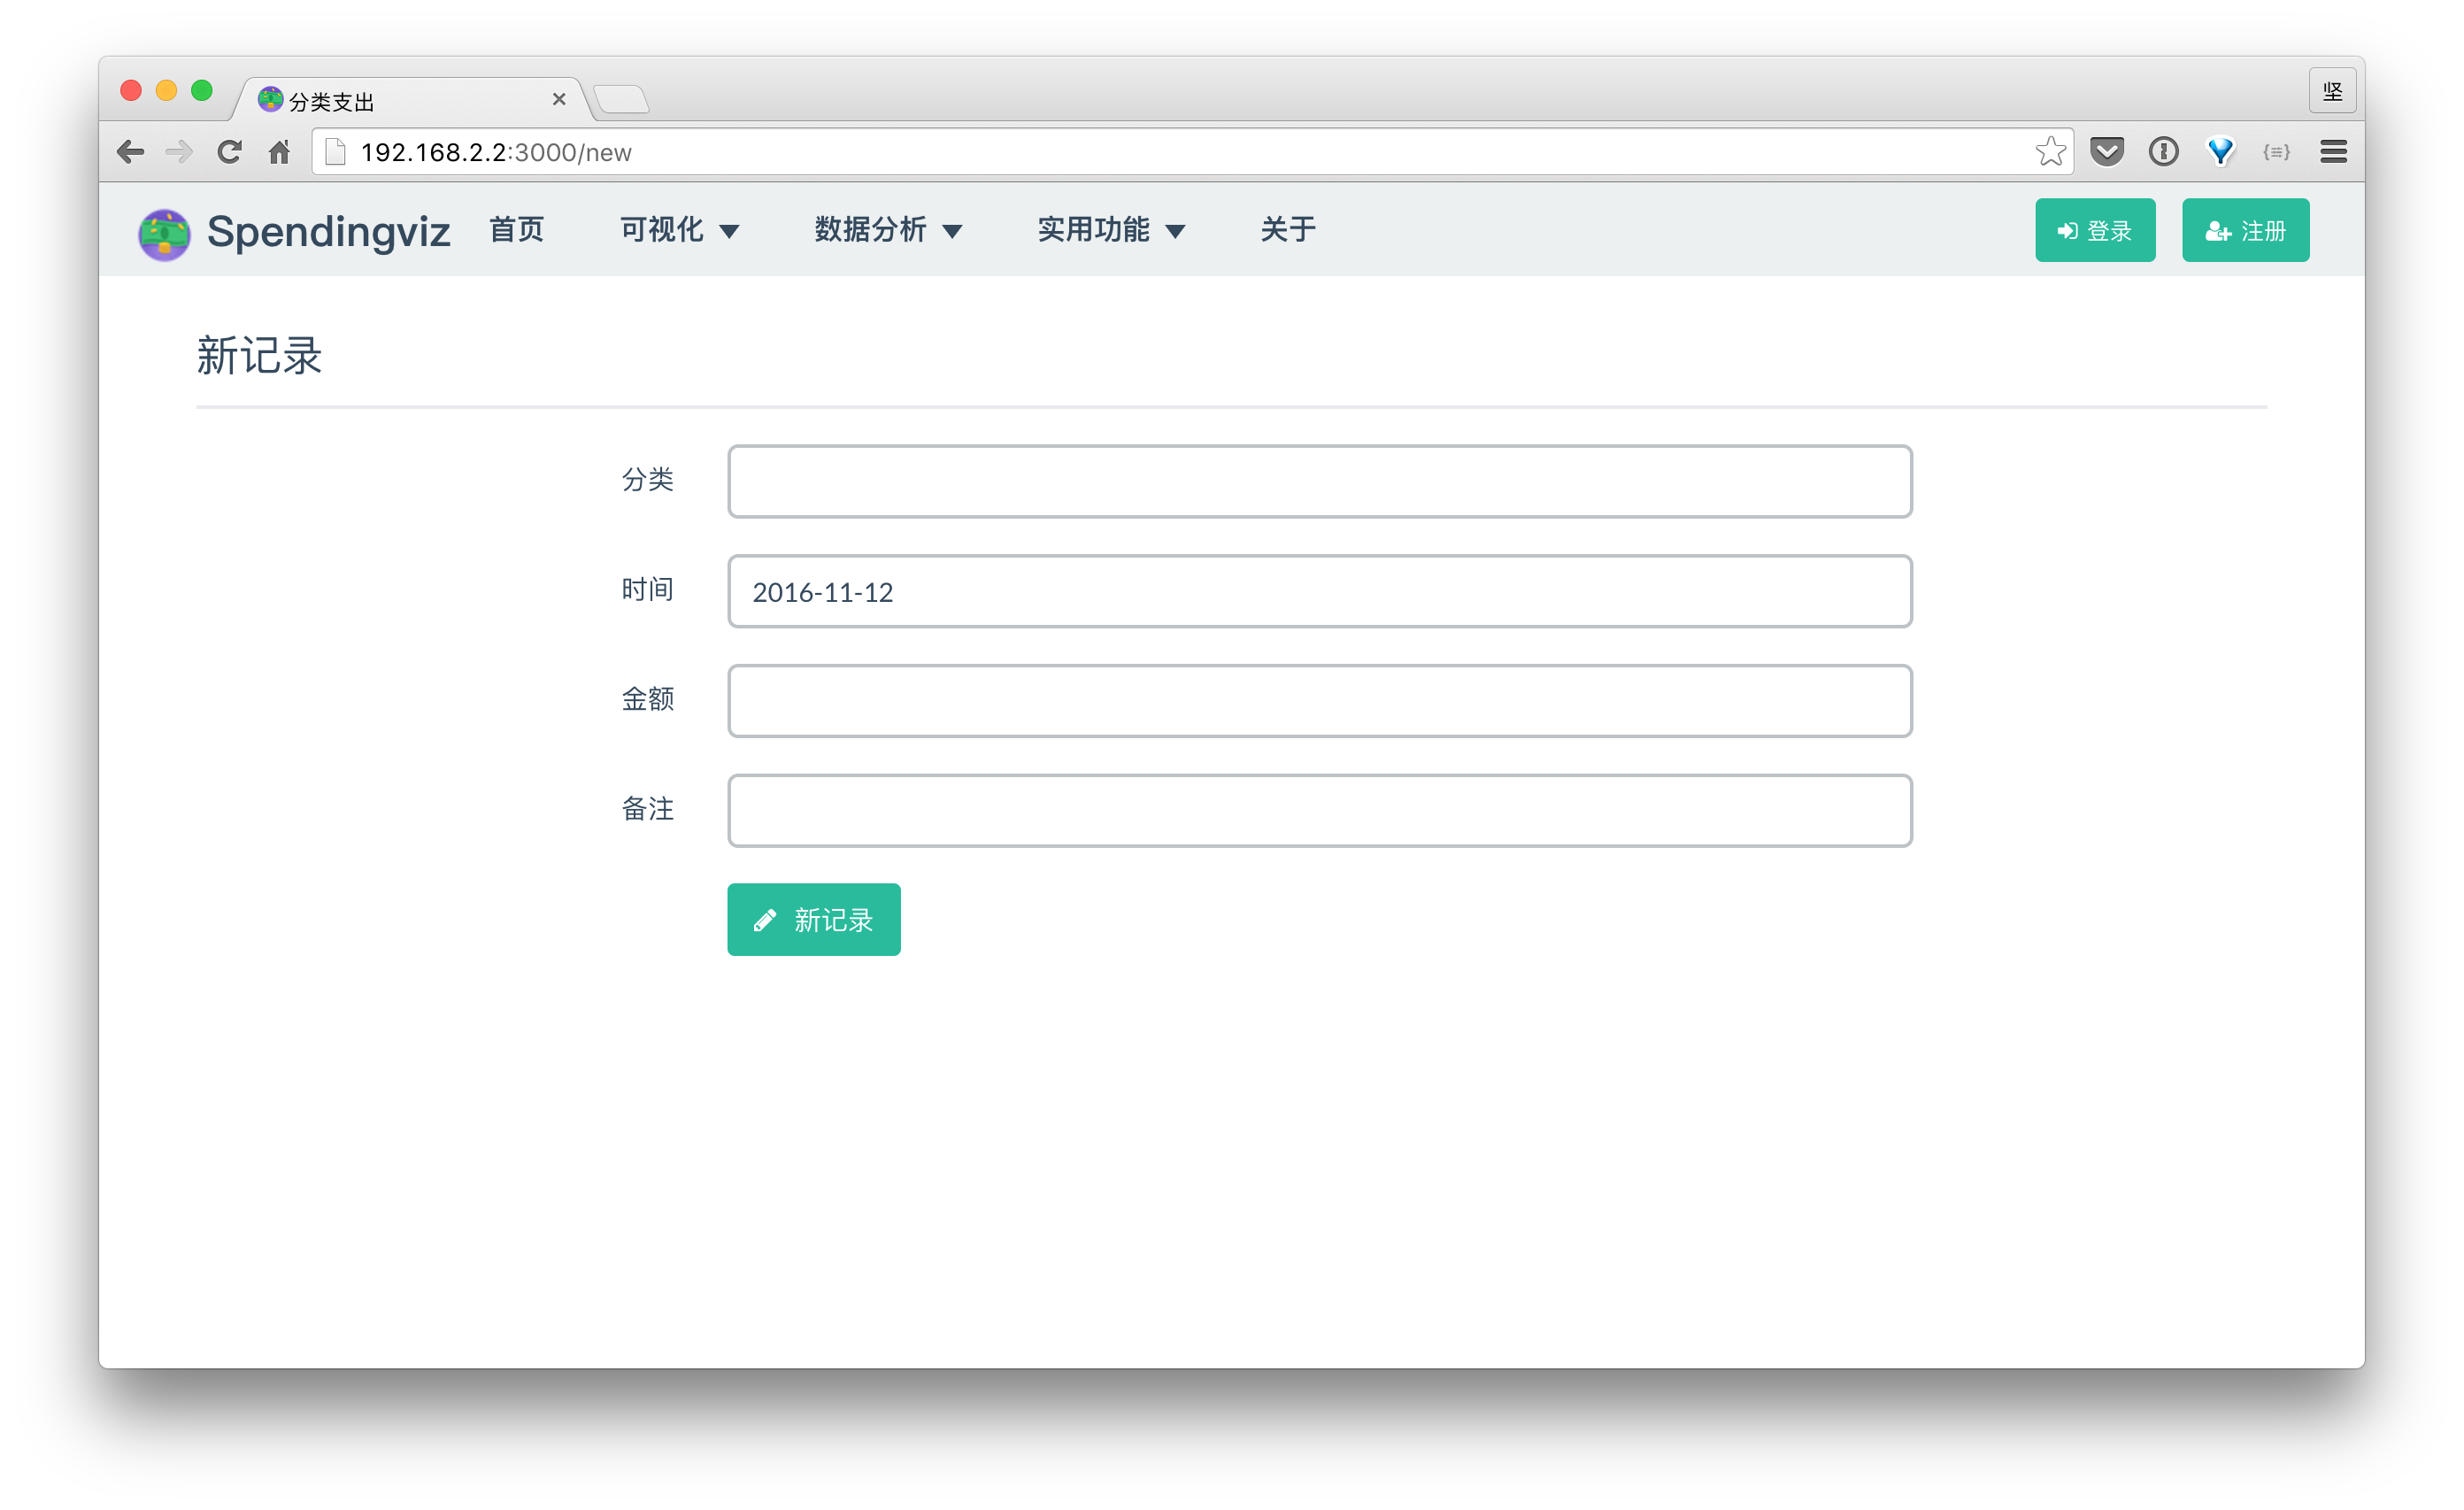 分类支出
坚
192.168.2.2:3000/new
Spendingviz 首页 可视化 数据分析 实用功能 关于 登录 注册
新记录
分类
时间 2016-11-12
金额
备注
新记录